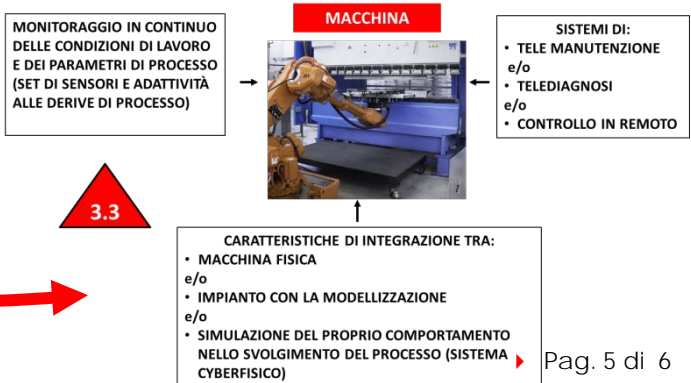 MACCHINA
MONITORAGGIO IN CONTINUO
DELLE CONDIZIONI DI LAVORO
E DEI PARAMETRI DI PROCESSO
(SET DI SENSORI E ADATTIVITÀ
ALLE DERIVE DI PROCESSO)
SISTEMI DI:
• TELE MANUTENZIONE
e/o
• TELEDIAGNOSI
e/o
• CONTROLLO IN REMOTO
3.3
CARATTERISTICHE DI INTEGRAZIONE TRA:
• MACCHINA FISICA
e/o
• IMPIANTO CON LA MODELLIZZAZIONE
e/o
• SIMULAZIONE DEL PROPRIO COMPORTAMENTO
NELLO SVOLGIMENTO DEL PROCESSO (SISTEMA
CYBERFISICO)
Pag. 5 di 6